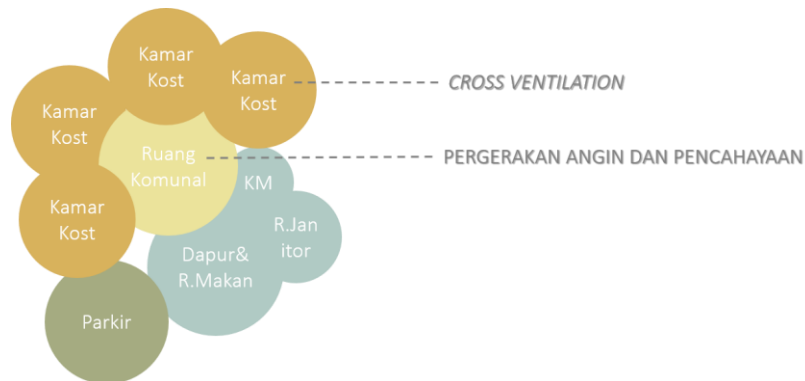 Kamar
Kost
Kamar
Kost
CROSS VENTILATION
Kamar
Kost
Ruang
Komunal
PERGERAKAN ANGIN DAN PENCAHAYAAN
KM
Kamar
Kost
R.Jan
itor
Dapur&
R.Makan
Parkir